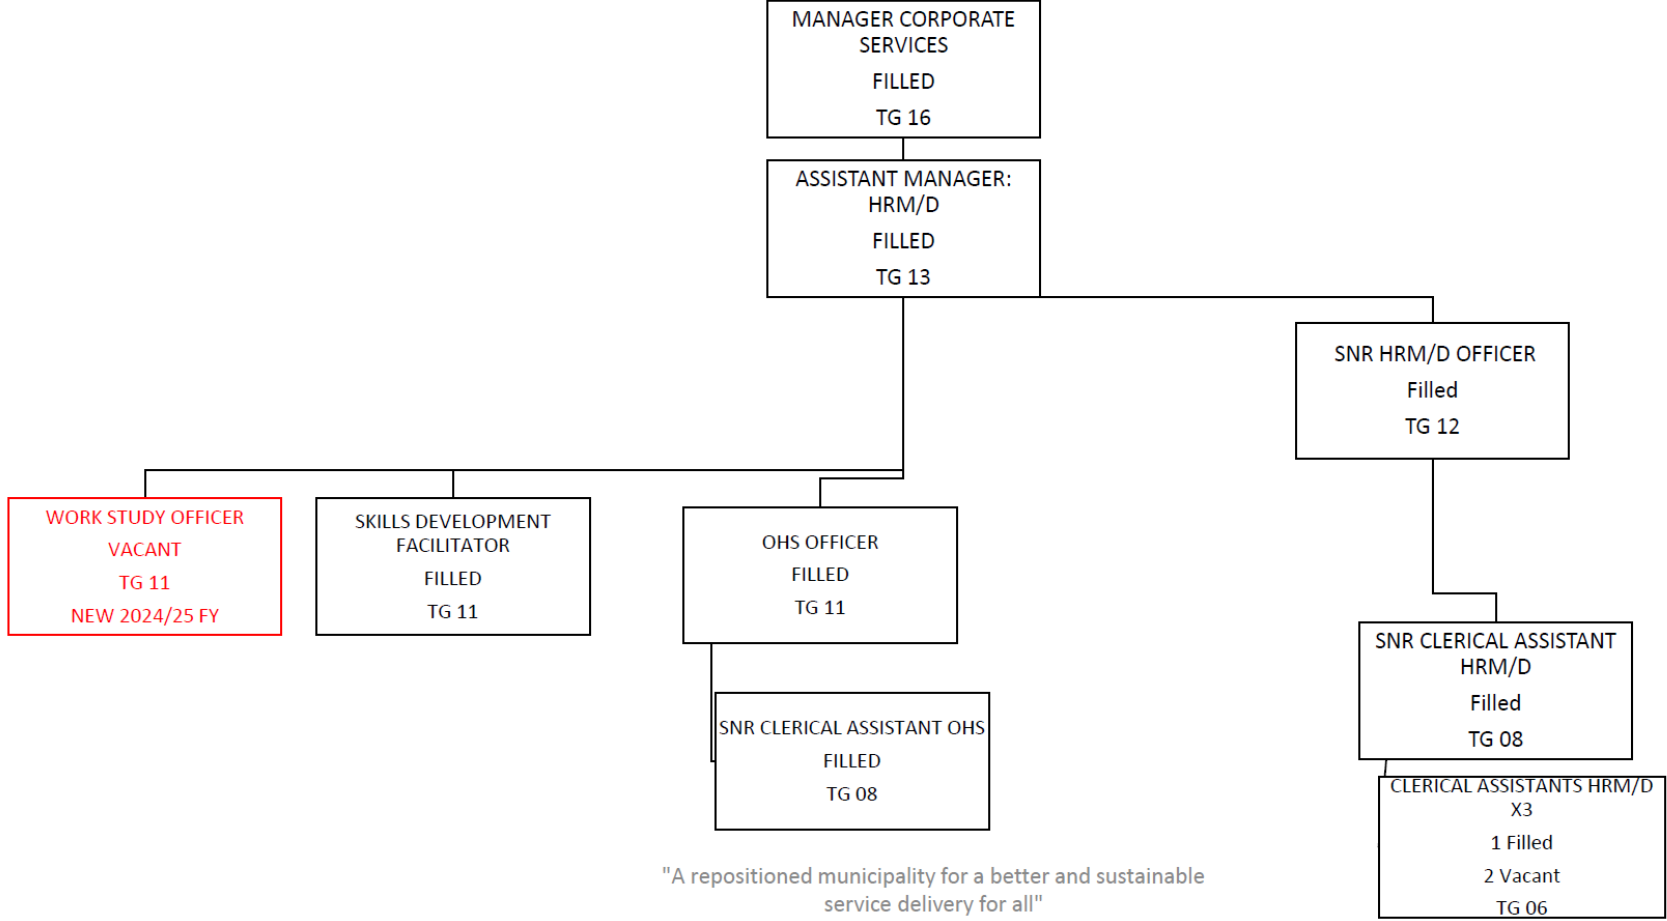 MANAGER CORPORATE
SERVICES
FILLED
TG 16
ASSISTANT MANAGER:
HRM/D
FILLED
TG 13
SNR HRM/D OFFICER
Filled
TG 12
WORK STUDY OFFICER
VACANT
TG 11
NEW 2024/25 FY
SKILLS DEVELOPMENT
FACILITATOR
FILLED
TG 11
OHS OFFICER
FILLED
TG 11
SNR CLERICAL ASSISTANT OHS
FILLED
TG 08
SNR CLERICAL ASSISTANT
HRM/D
Filled
TG 08
CLERICAL ASSISTANTS HRM/D
X3
1 Filled
2 Vacant
TG 06
"A repositioned municipality for a better and sustainable
service delivery for all"